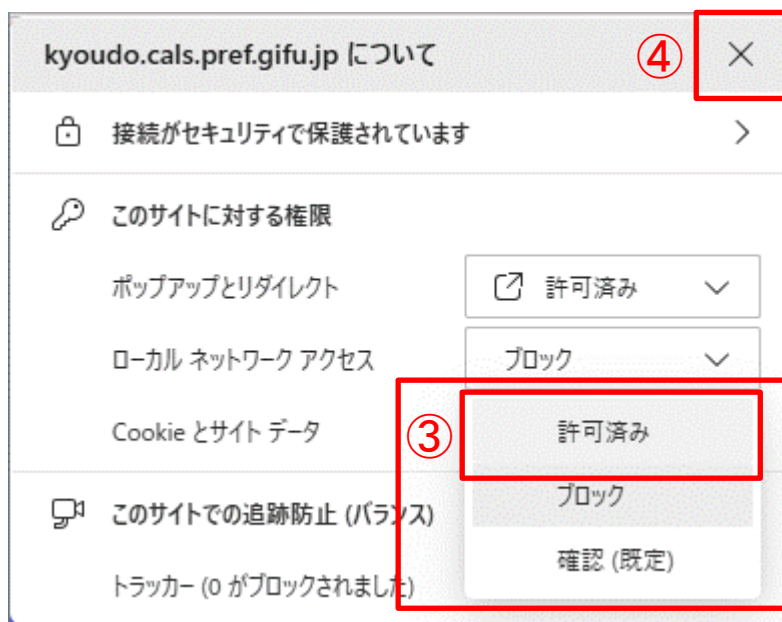 kyoudo.cals.pref.gifu.jp について
④
接続がセキュリティで保護されています
このサイトに対する権限
ポップアップとリダイレクト
許可済み
ローカル ネットワーク アクセス
ブロック
Cookie とサイト データ
③
許可済み
ブロック
確認 (既定)
このサイトでの追跡防止 (バランス)
トラッカー (0 がブロックされました)